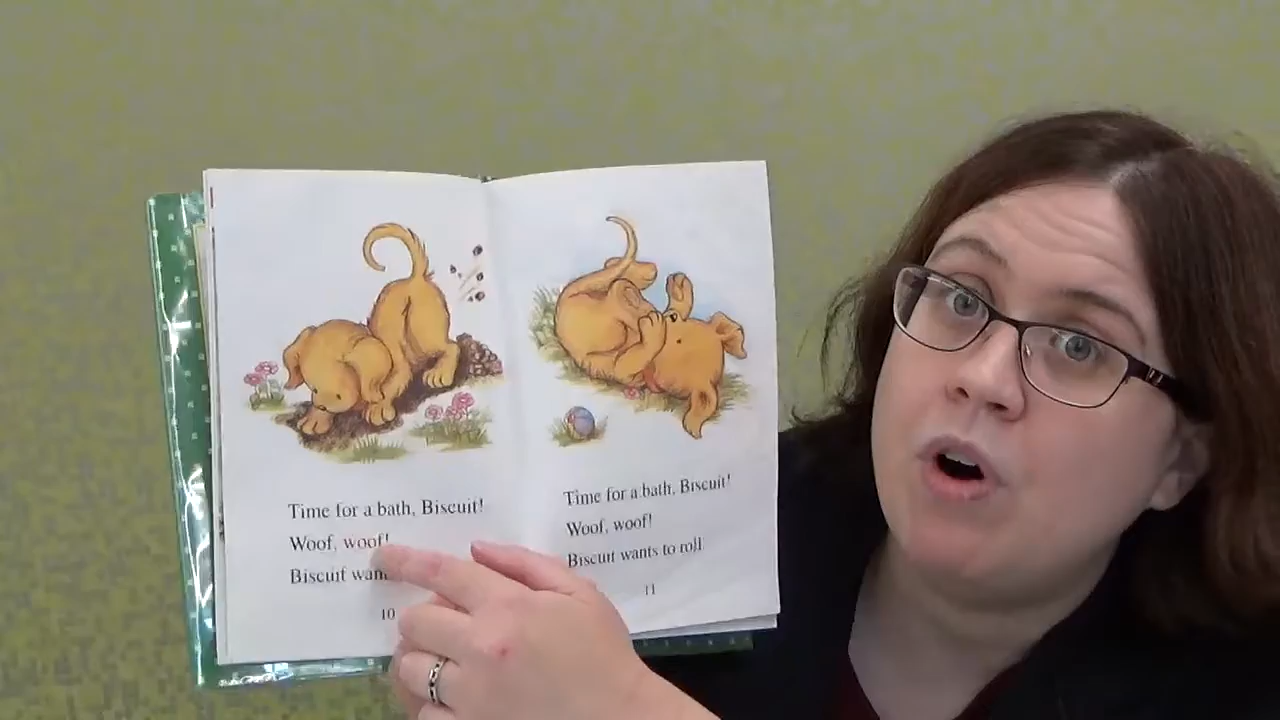 Time for a bath, Biscuit!
Woof, woof!
Biscuit
10
Time for a bath, Biscuit!
Woof, woof!
Biscuit wants to roll.
11